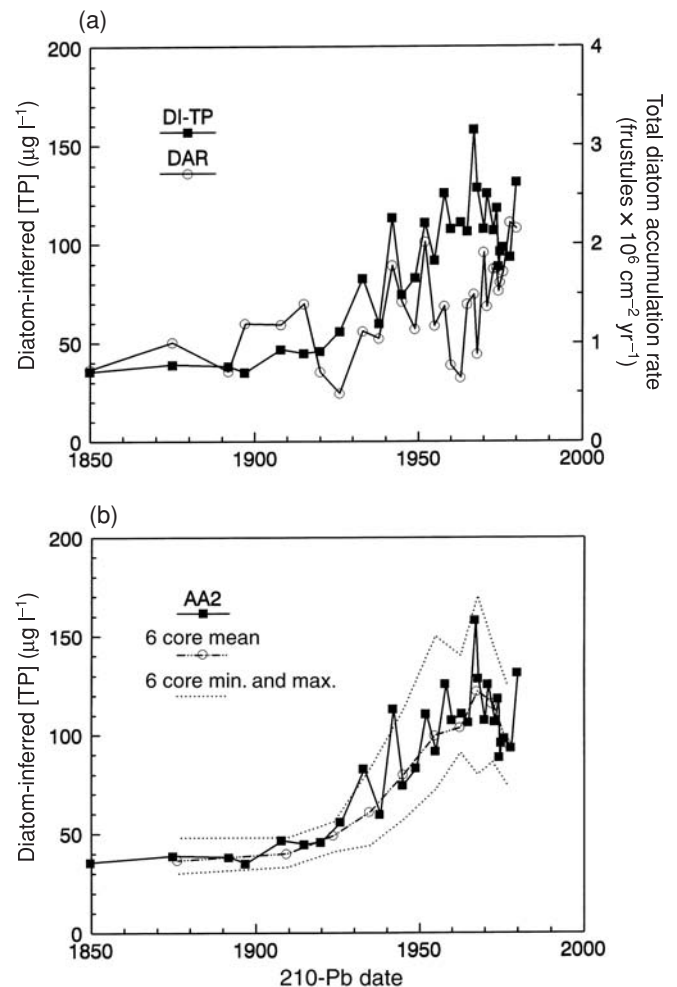 (a)
200
150
100
50
0
Diatom-inferred [TP] (µg l⁻¹)
DI-TP
DAR
4
3
2
1
0
Total diatom accumulation rate
(frustules × 10⁶ cm⁻² yr⁻¹)
1850
1900
1950
2000
(b)
200
150
100
50
0
Diatom-inferred [TP] (µg l⁻¹)
AA2
6 core mean
6 core min. and max.
1850
1900
1950
2000
210-Pb date